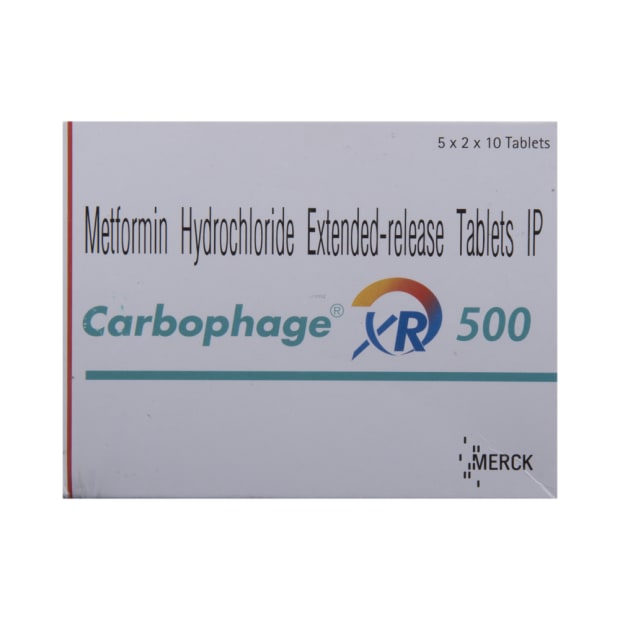 5 x 2 x 10 Tablets
Metformin Hydrochloride Extended-release Tablets IP
Carbophage® XR 500
MERCK